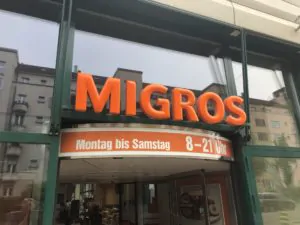 MIGROS
Montag bis Samstag 8-21 Uhr